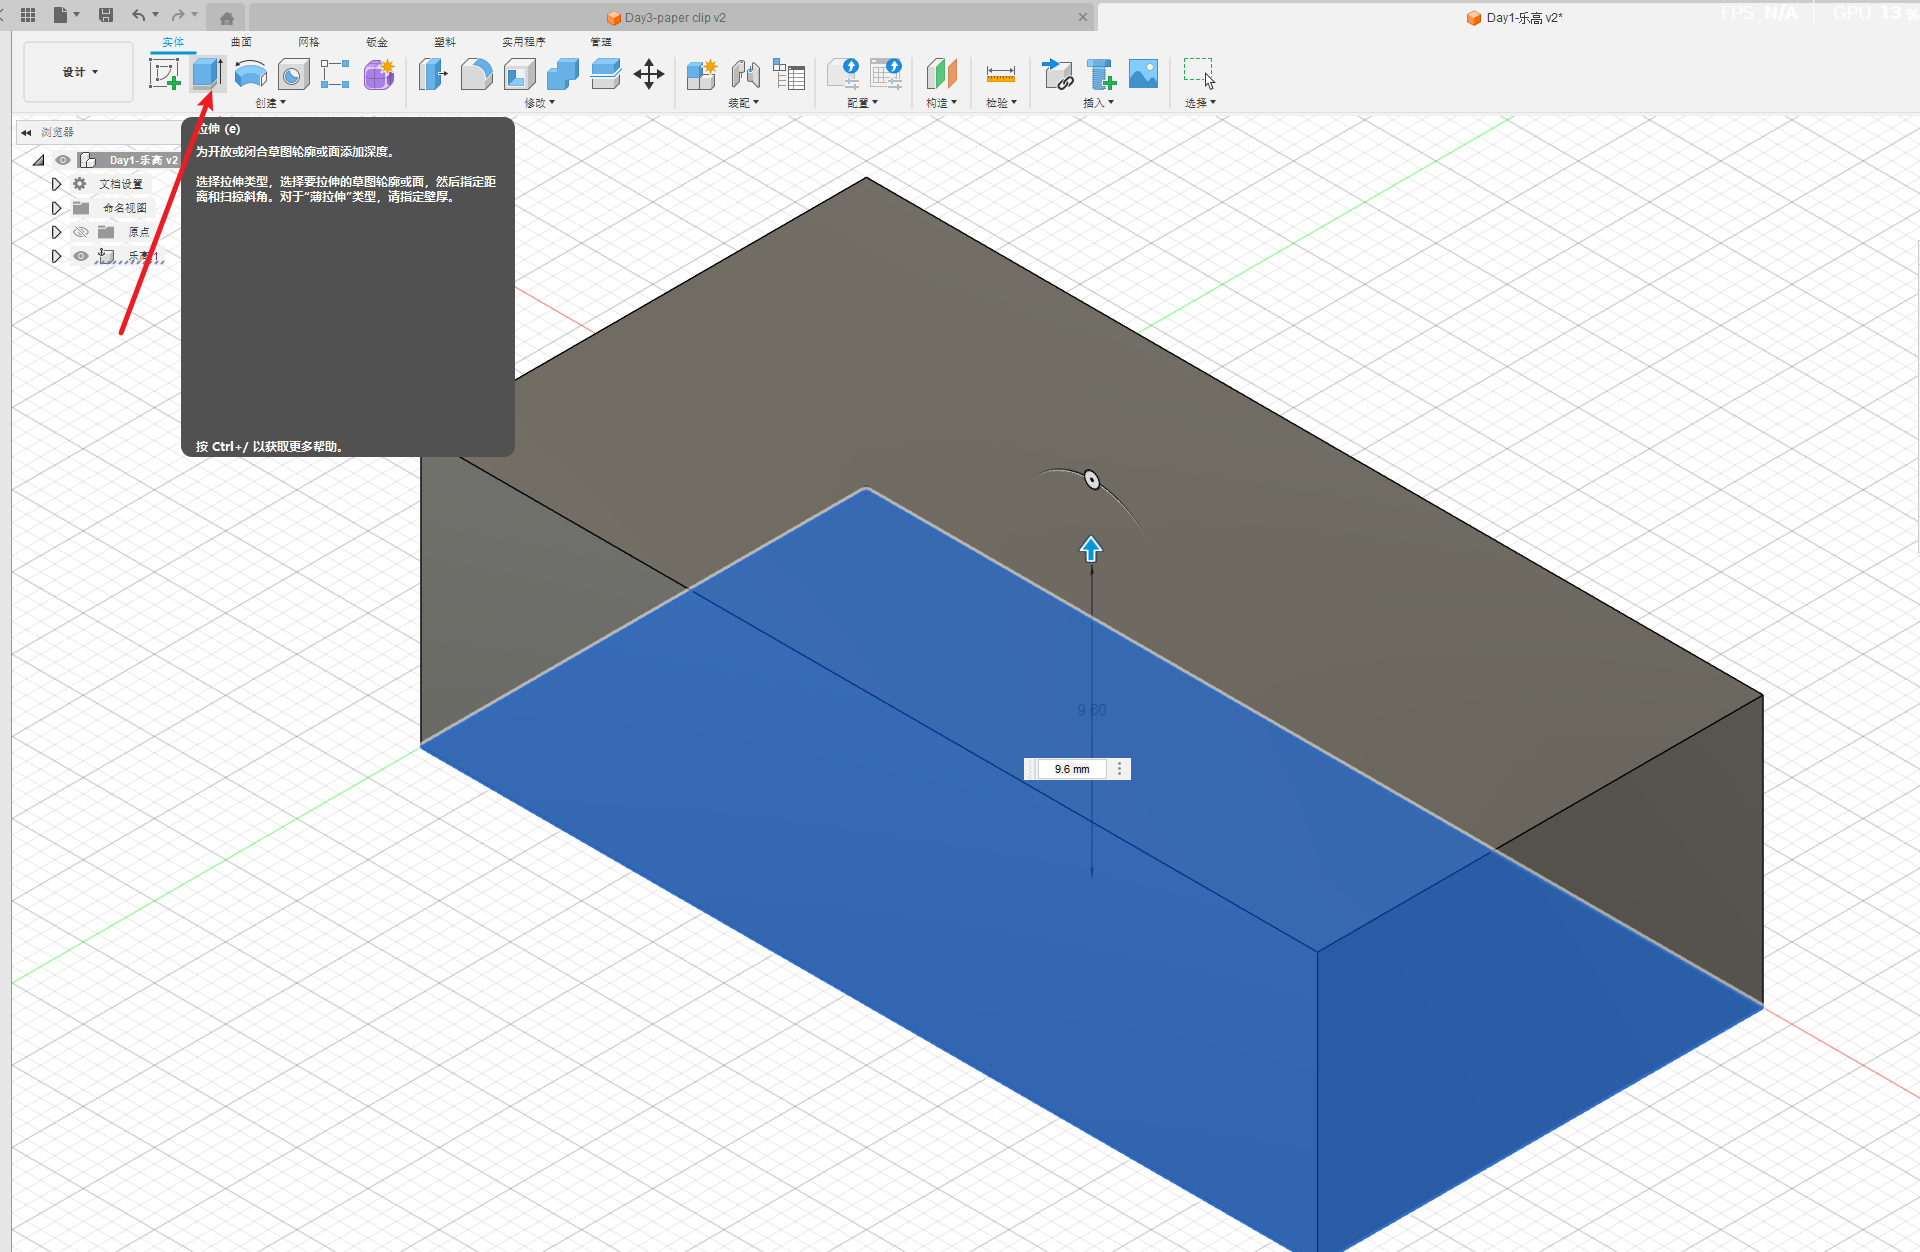 Day3-paper clip v2
Day1-乐高 v2*
FPS N/A
GPU 13 %
实体
曲面
网格
钣金
塑料
实用程序
管理
设计
创建
修改
装配
配置
构造
检验
插入
选择
浏览器
Day1-乐高 v2
文档设置
命名视图
原点
乐高:1
拉伸 (e)
为开放或闭合草图轮廓或面添加深度。
选择拉伸类型，选择要拉伸的草图轮廓或面，然后指定距
离和扫掠斜角。对于“薄拉伸”类型，请指定壁厚。
按 Ctrl+/ 以获取更多帮助。
9.60
9.6 mm